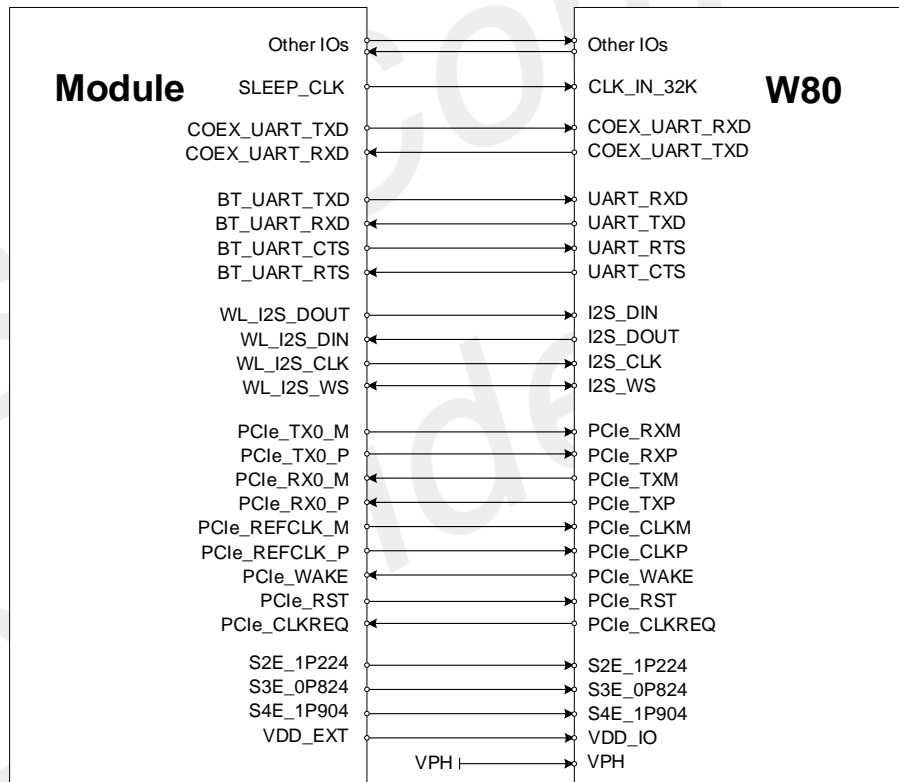 Other IOs Other IOs
Module SLEEP_CLK CLK_IN_32K W80
COEX_UART_TXD COEX_UART_RXD
COEX_UART_RXD COEX_UART_TXD
BT_UART_TXD UART_RXD
BT_UART_RXD UART_TXD
BT_UART_CTS UART_RTS
BT_UART_RTS UART_CTS
WL_I2S_DOUT I2S_DIN
WL_I2S_DIN I2S_DOUT
WL_I2S_CLK I2S_CLK
WL_I2S_WS I2S_WS
PCIe_TX0_M PCIe_RXM
PCIe_TX0_P PCIe_RXP
PCIe_RX0_M PCIe_TXM
PCIe_RX0_P PCIe_TXP
PCIe_REFCLK_M PCIe_CLKM
PCIe_REFCLK_P PCIe_CLKP
PCIe_WAKE PCIe_WAKE
PCIe_RST PCIe_RST
PCIe_CLKREQ PCIe_CLKREQ
S2E_1P224 S2E_1P224
S3E_0P824 S3E_0P824
S4E_1P904 S4E_1P904
VDD_EXT VDD_IO
VPH VPH